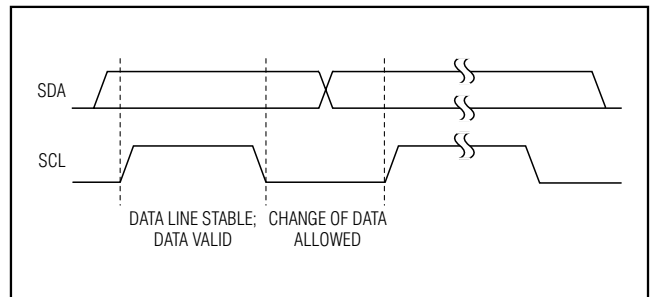 SDA
SCL
DATA LINE STABLE;
DATA VALID
CHANGE OF DATA
ALLOWED